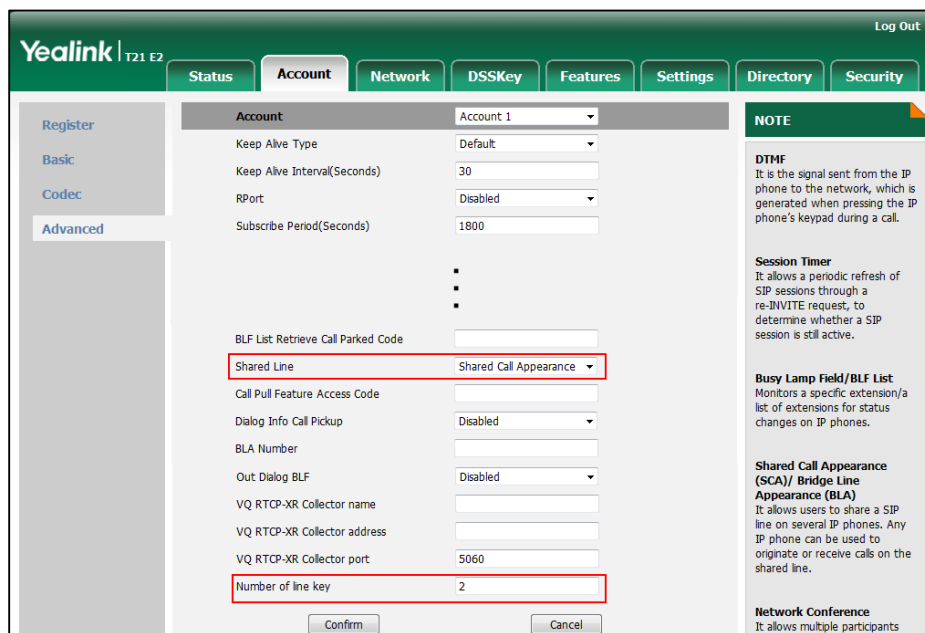 Log Out
Yealink T21 E2
Status Account Network DSSKey Features Settings Directory Security
Register
Basic
Codec
Advanced
Account Account 1
Keep Alive Type Default
Keep Alive Interval(Seconds) 30
RPort Disabled
Subscribe Period(Seconds) 1800
BLF List Retrieve Call Parked Code
Shared Line Shared Call Appearance
Call Pull Feature Access Code
Dialog Info Call Pickup Disabled
BLA Number
Out Dialog BLF Disabled
VQ RTCP-XR Collector name
VQ RTCP-XR Collector address
VQ RTCP-XR Collector port 5060
Number of line key 2
Confirm Cancel
NOTE
DTMF
It is the signal sent from the IP
phone to the network, which is
generated when pressing the IP
phone's keypad during a call.
Session Timer
It allows a periodic refresh of
SIP sessions through a
re-INVITE request, to
determine whether a SIP
session is still active.
Busy Lamp Field/BLF List
Monitors a specific extension/a
list of extensions for status
changes on IP phones.
Shared Call Appearance
(SCA)/ Bridge Line
Appearance (BLA)
It allows users to share a SIP
line on several IP phones. Any
IP phone can be used to
originate or receive calls on the
shared line.
Network Conference
It allows multiple participants